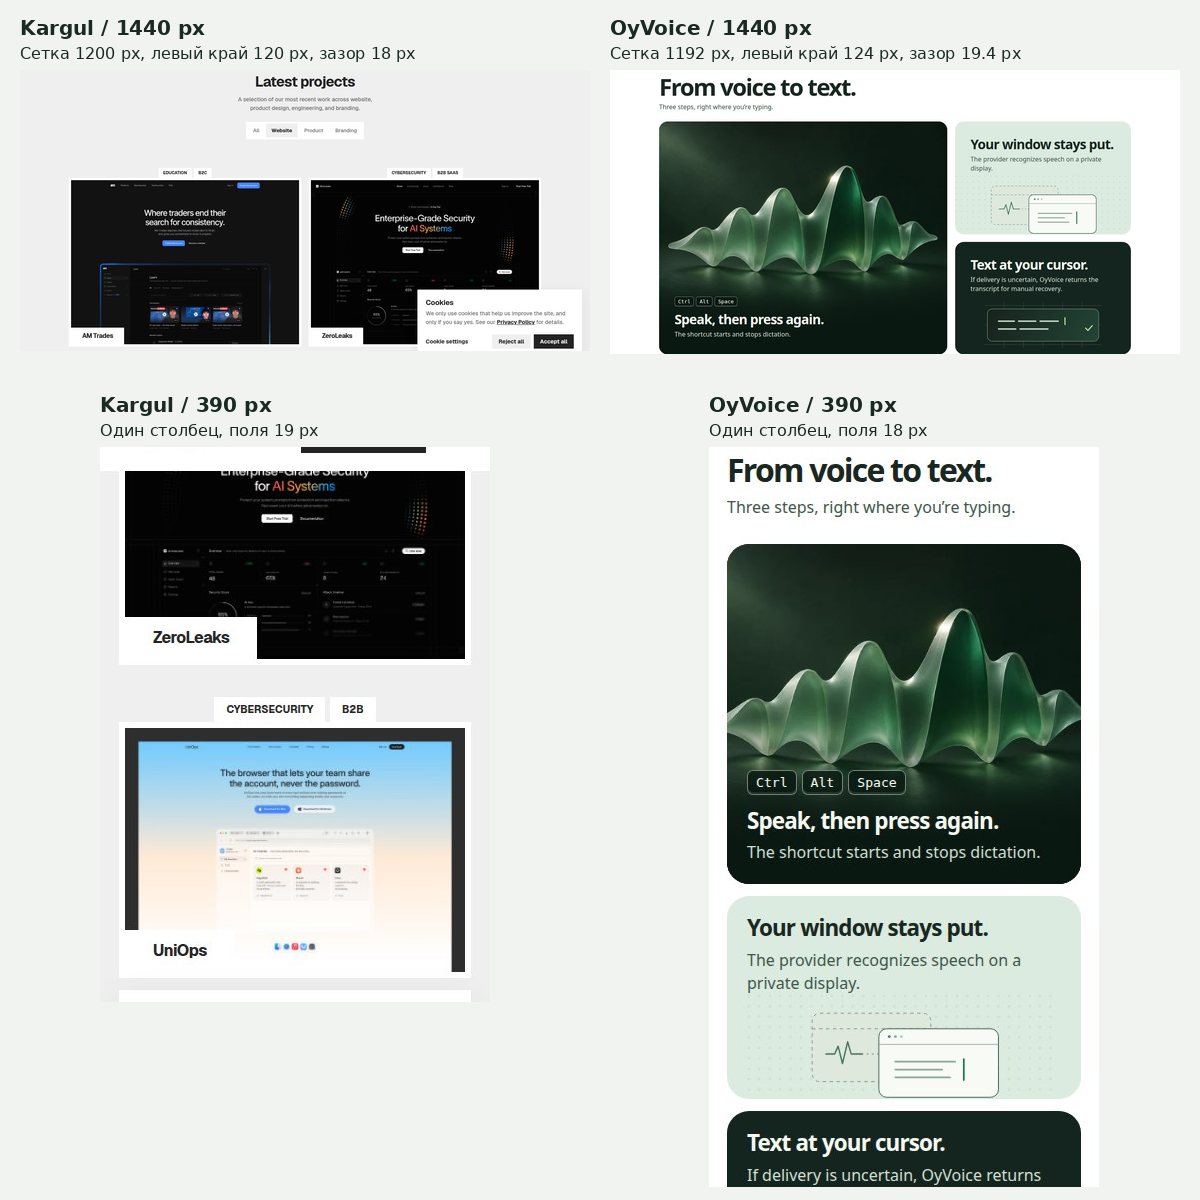 Kargul / 1440 px
Сетка 1200 px, левый край 120 px, зазор 18 px
Latest projects
A selection of our most recent work across website,
product design, engineering, and branding.
All Website Product Branding
EDUCATION B2C
Where traders end their
search for consistency.
AM Trades
CYBERSECURITY B2B SAAS
Enterprise-Grade Security
for AI Systems
ZeroLeaks
Cookies
We only use cookies that help us improve the site, and
only if you say yes. See our Privacy Policy for details.
Cookie settings Reject all Accept all
OyVoice / 1440 px
Сетка 1192 px, левый край 124 px, зазор 19.4 px
From voice to text.
Three steps, right where you're typing.
Ctrl Alt Space
Speak, then press again.
The shortcut starts and stops dictation.
Your window stays put.
The provider recognizes speech on a private
display.
Text at your cursor.
If delivery is uncertain, OyVoice returns the
transcript for manual recovery.
Kargul / 390 px
Один столбец, поля 19 px
Enterprise-Grade Security
for AI Systems
Start Free Trial Documentation
Overview
ZeroLeaks
CYBERSECURITY B2B
UniOps
The browser that lets your team share
the account, never the password.
UniOps
OyVoice / 390 px
Один столбец, поля 18 px
From voice to text.
Three steps, right where you’re typing.
Ctrl Alt Space
Speak, then press again.
The shortcut starts and stops dictation.
Your window stays put.
The provider recognizes speech on a
private display.
Text at your cursor.
If delivery is uncertain, OyVoice returns